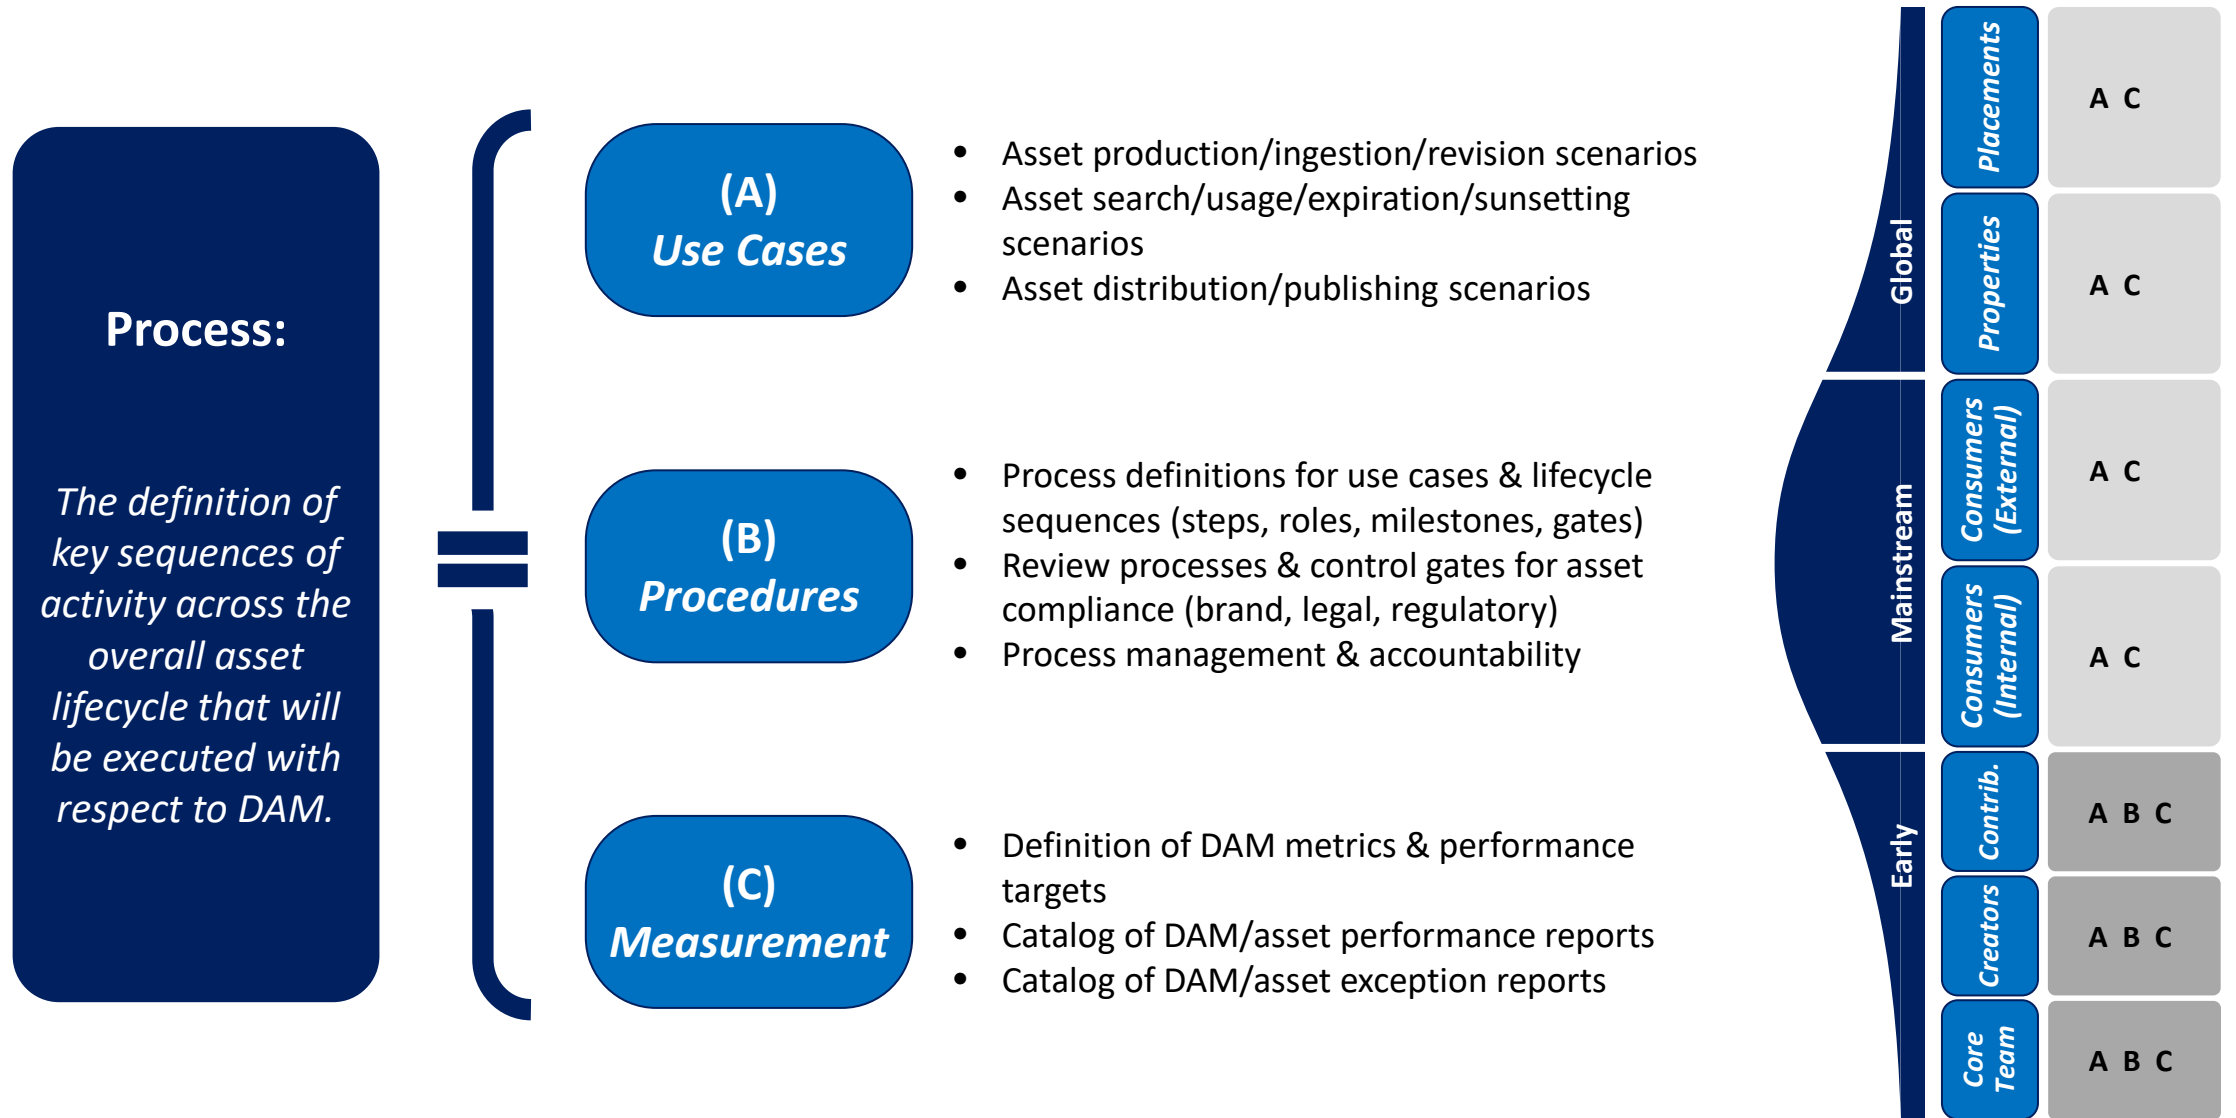 Process:
The definition of
key sequences of
activity across the
overall asset
lifecycle that will
be executed with
respect to DAM.
(A)
Use Cases
• Asset production/ingestion/revision scenarios
• Asset search/usage/expiration/sunsetting
scenarios
• Asset distribution/publishing scenarios
(B)
Procedures
• Process definitions for use cases & lifecycle
sequences (steps, roles, milestones, gates)
• Review processes & control gates for asset
compliance (brand, legal, regulatory)
• Process management & accountability
(C)
Measurement
• Definition of DAM metrics & performance
targets
• Catalog of DAM/asset performance reports
• Catalog of DAM/asset exception reports
Global
Mainstream
Early
Placements
A C
Properties
A C
Consumers
(External)
A C
Consumers
(Internal)
A C
Contrib.
A B C
Creators
A B C
Core
Team
A B C